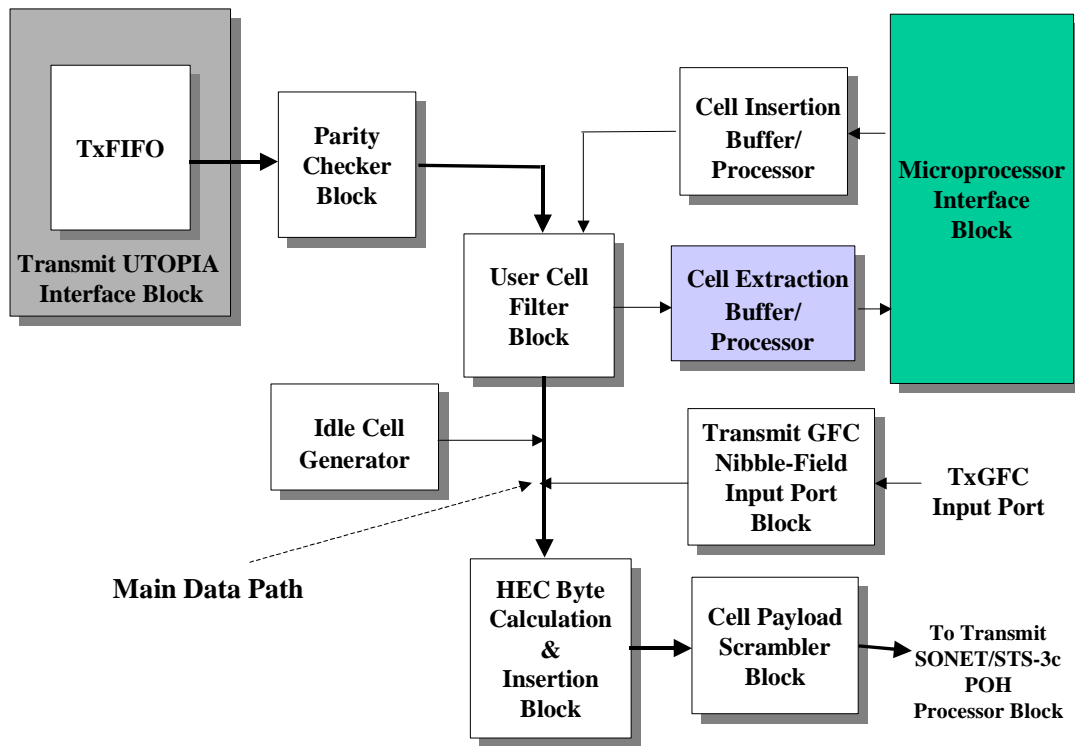 TxFIFO
Transmit UTOPIA
Interface Block
Parity
Checker
Block
Cell Insertion
Buffer/
Processor
Microprocessor
Interface
Block
User Cell
Filter
Block
Cell Extraction
Buffer/
Processor
Idle Cell
Generator
Transmit GFC
Nibble-Field
Input Port
Block
TxGFC
Input Port
Main Data Path
HEC Byte
Calculation
&
Insertion
Block
Cell Payload
Scrambler
Block
To Transmit
SONET/STS-3c
POH
Processor Block